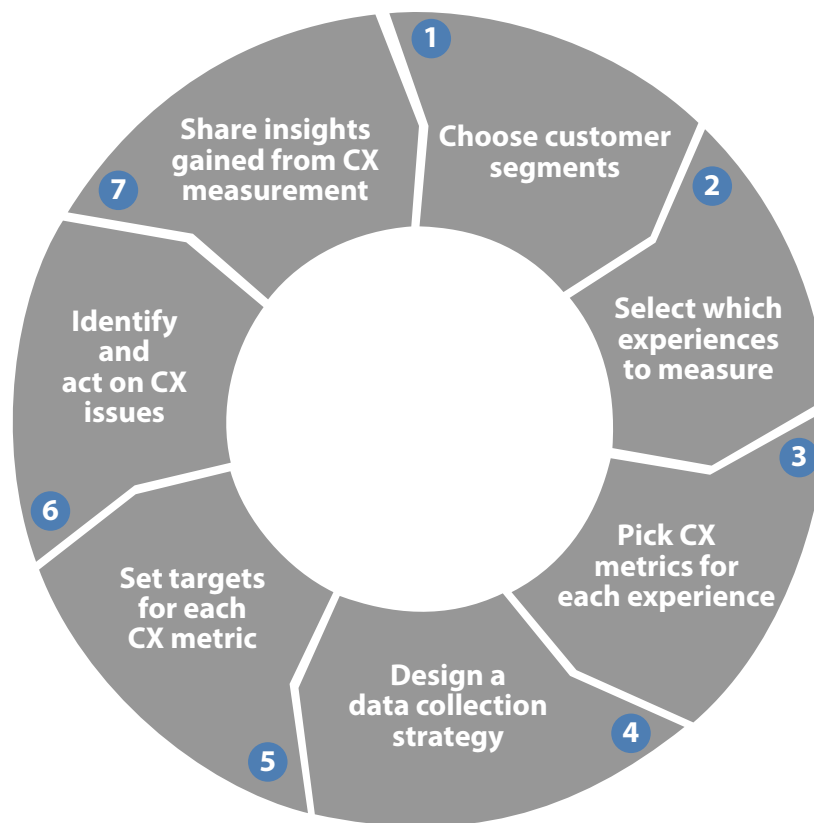 1
Choose customer
segments
2
Select which
experiences
to measure
3
Pick CX
metrics for
each experience
4
Design a
data collection
strategy
5
Set targets
for each
CX metric
6
Identify
and
act on CX
issues
7
Share insights
gained from CX
measurement